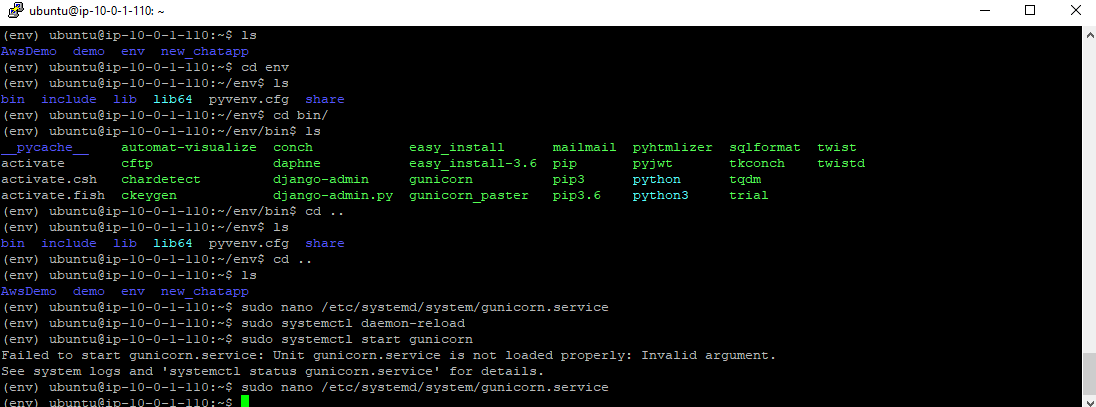 ubuntu@ip-10-0-1-110: ~
(env) ubuntu@ip-10-0-1-110:~$ ls
AwsDemo  demo  env  new_chatapp
(env) ubuntu@ip-10-0-1-110:~$ cd env
(env) ubuntu@ip-10-0-1-110:~/env$ ls
bin  include  lib  lib64  pyvenv.cfg  share
(env) ubuntu@ip-10-0-1-110:~/env$ cd bin/
(env) ubuntu@ip-10-0-1-110:~/env/bin$ ls
__pycache__    automat-visualize  conch            easy_install      mailmail  pyhtmlizer  sqlformat  twist
activate       cftp               daphne           easy_install-3.6  pip       pyjwt       tkconch    twistd
activate.csh   chardetect         django-admin     gunicorn          pip3      python      tqdm
activate.fish  ckeygen            django-admin.py  gunicorn_paster   pip3.6    python3     trial
(env) ubuntu@ip-10-0-1-110:~/env/bin$ cd ..
(env) ubuntu@ip-10-0-1-110:~/env$ ls
bin  include  lib  lib64  pyvenv.cfg  share
(env) ubuntu@ip-10-0-1-110:~/env$ cd ..
(env) ubuntu@ip-10-0-1-110:~$ ls
AwsDemo  demo  env  new_chatapp
(env) ubuntu@ip-10-0-1-110:~$ sudo nano /etc/systemd/system/gunicorn.service
(env) ubuntu@ip-10-0-1-110:~$ sudo systemctl daemon-reload
(env) ubuntu@ip-10-0-1-110:~$ sudo systemctl start gunicorn
Failed to start gunicorn.service: Unit gunicorn.service is not loaded properly: Invalid argument.
See system logs and 'systemctl status gunicorn.service' for details.
(env) ubuntu@ip-10-0-1-110:~$ sudo nano /etc/systemd/system/gunicorn.service
(env) ubuntu@ip-10-0-1-110:~$